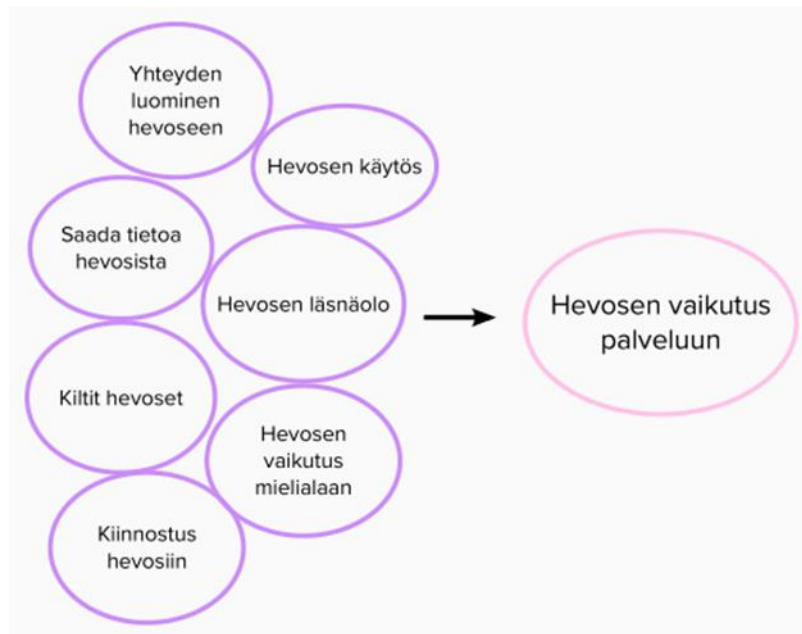 Yhteyden
luominen
hevoseen
Hevosen käytös
Saada tietoa
hevosista
Hevosen läsnäolo
Kiltit hevoset
Hevosen
vaikutus
mielialaan
Kiinnostus
hevosiin
Hevosen vaikutus
palveluun